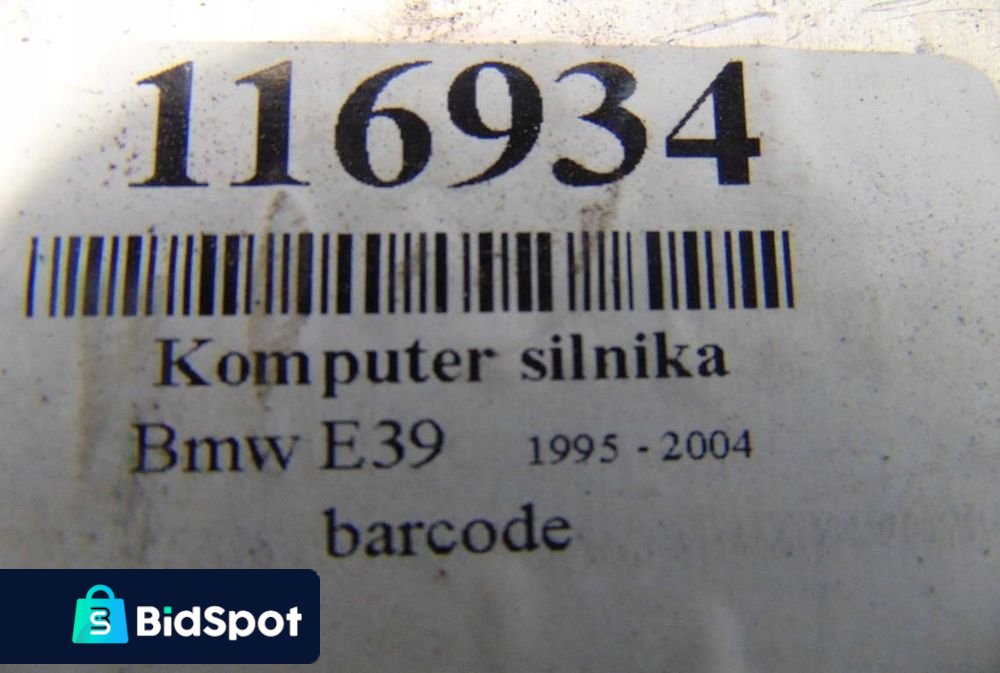 116934
Komputer silnika
Bmw E39 1995 - 2004
barcode
BidSpot